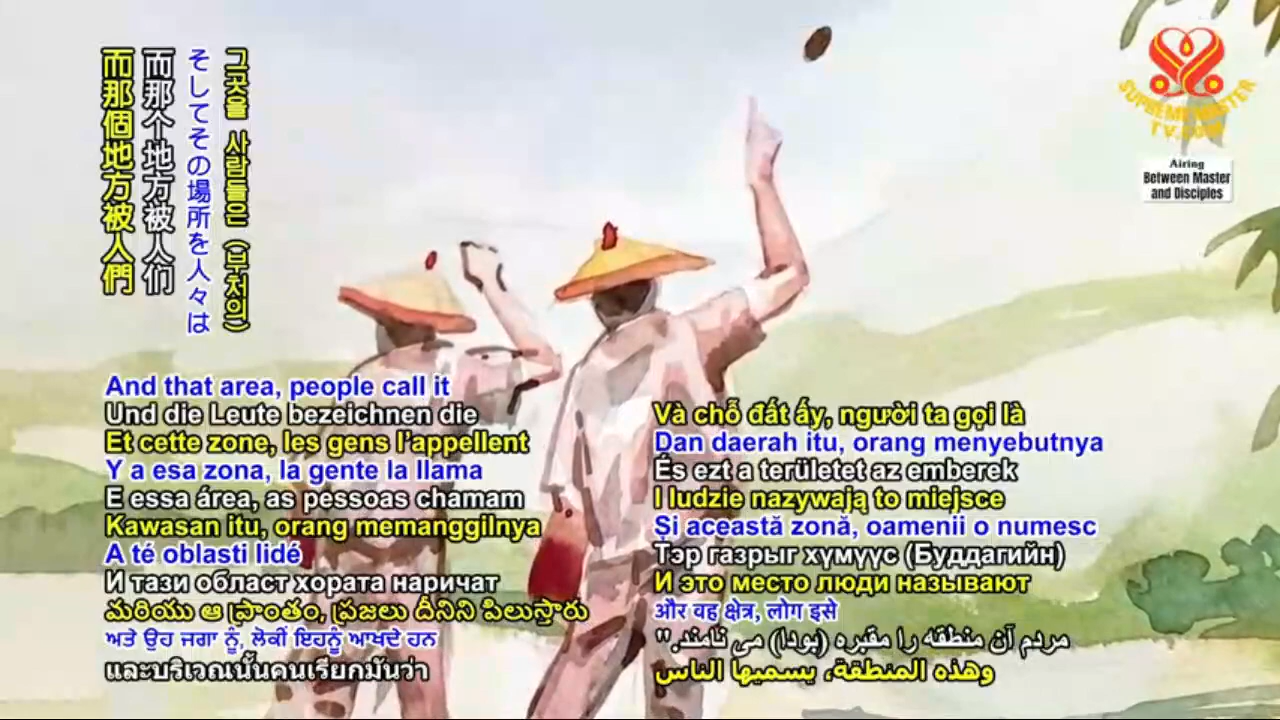 而那個地方被人們
而那个地方被人们
そしてその場所を人々は
그곳을 사람들은 (부처의)
SUPREME MASTER
TV.COM
Airing
Between Master
and Disciples
And that area, people call it
Und die Leute bezeichnen die
Et cette zone, les gens l'appellent
Y a esa zona, la gente la llama
E essa área, as pessoas chamam
Kawasan itu, orang memanggilnya
A té oblasti lidé
И тази област хората наричат
మరియు ఆ ప్రాంతం, ప్రజలు దీనిని పిలుస్తారు
ਅਤੇ ਉਹ ਜਗਾ ਨੂੰ, ਲੋਕੀਂ ਇਹਨੂੰ ਆਖਦੇ ਹਨ
และบริเวณนั้นคนเรียกมันว่า
Và chỗ đất ấy, người ta gọi là
Dan daerah itu, orang menyebutnya
És ezt a területet az emberek
I ludzie nazywają to miejsce
Și această zonă, oamenii o numesc
Тэр газрыг хүмүүс (Буддагийн)
И это место люди называют
और वह क्षेत्र, लोग इसे
مردم آن منطقه را مقبره (بودا) می نامند."
وهذه المنطقة، يسميها الناس